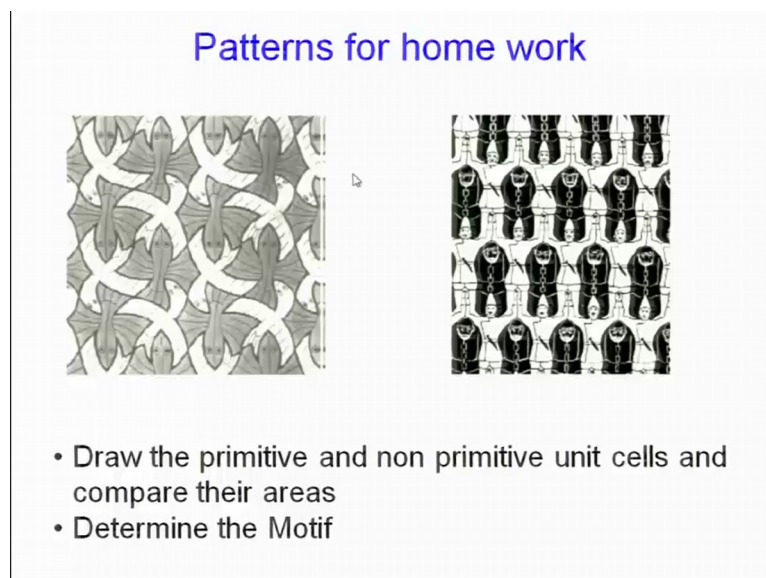 Patterns for home work
• Draw the primitive and non primitive unit cells and
compare their areas
• Determine the Motif